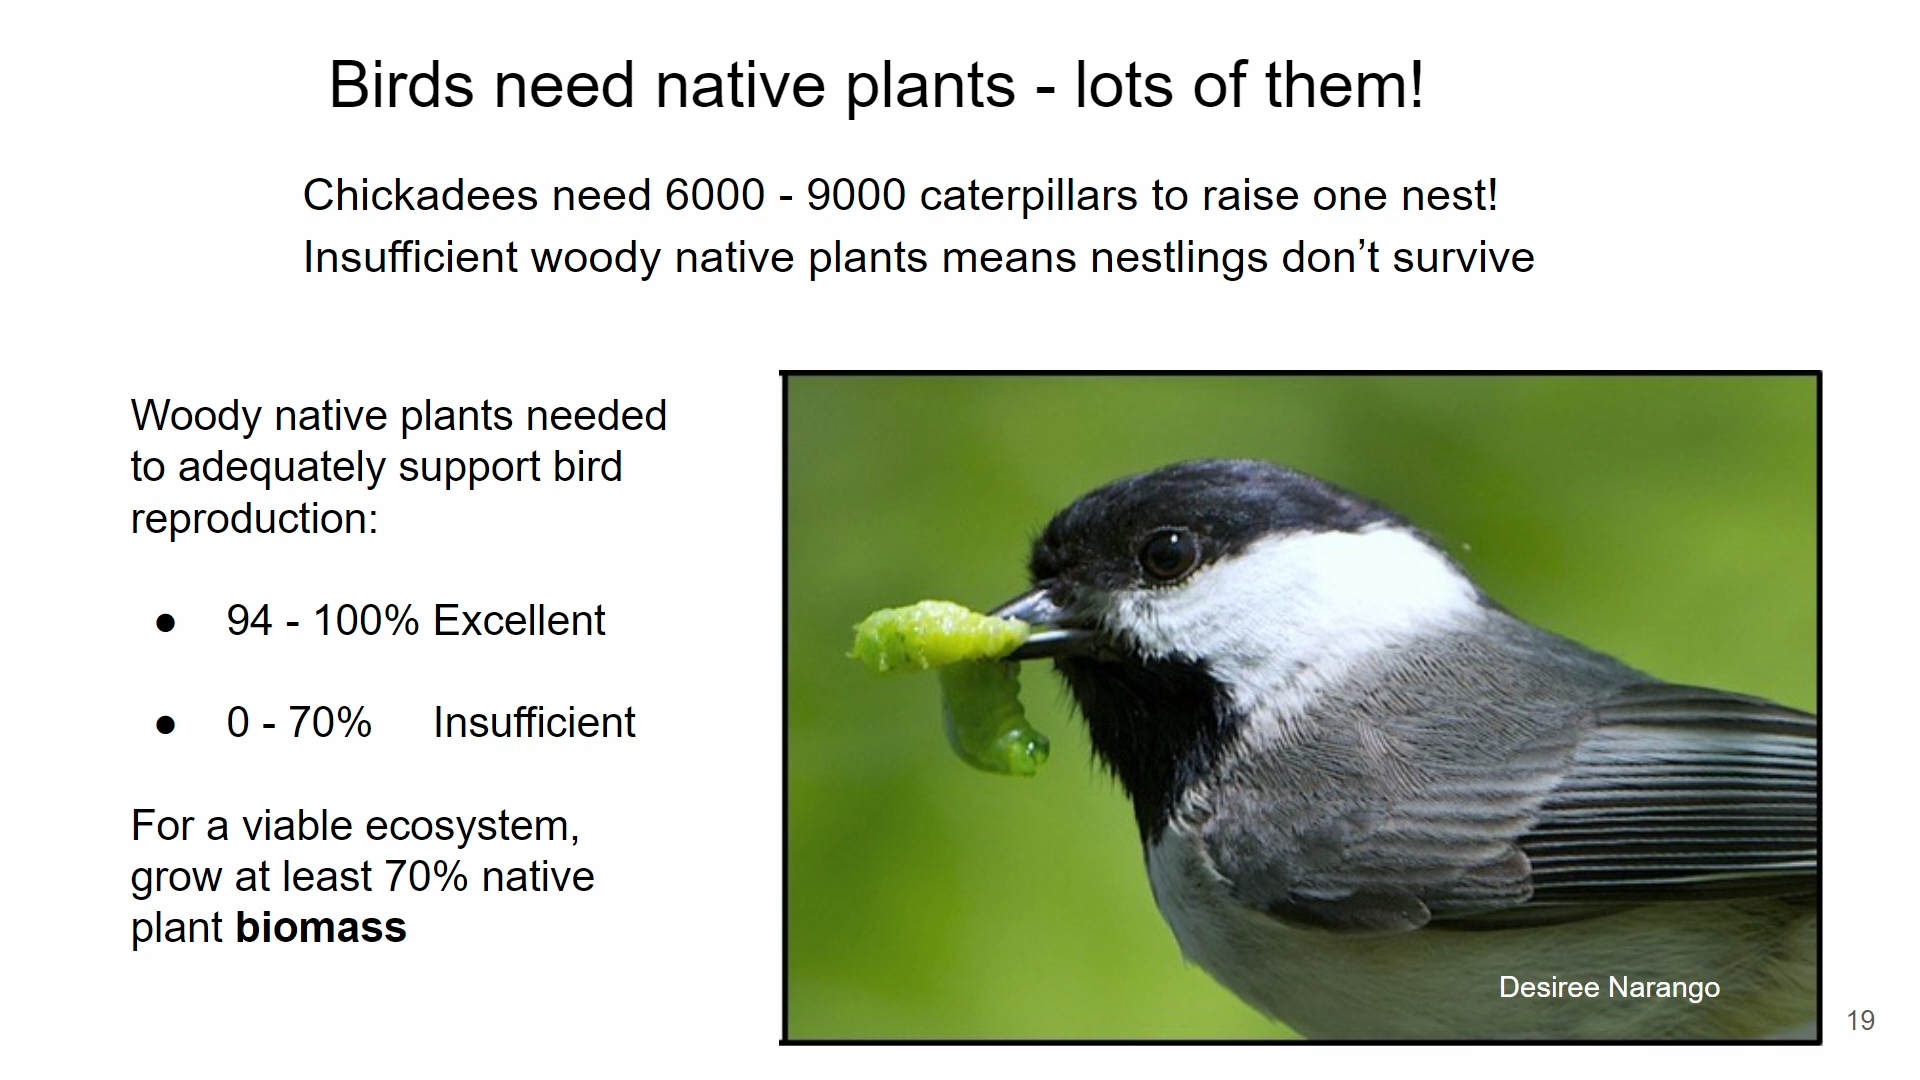 Birds need native plants - lots of them!
Chickadees need 6000 - 9000 caterpillars to raise one nest!
Insufficient woody native plants means nestlings don’t survive
Woody native plants needed
to adequately support bird
reproduction:
● 94 - 100% Excellent
● 0 - 70% Insufficient
For a viable ecosystem,
grow at least 70% native
plant biomass
Desiree Narango
19